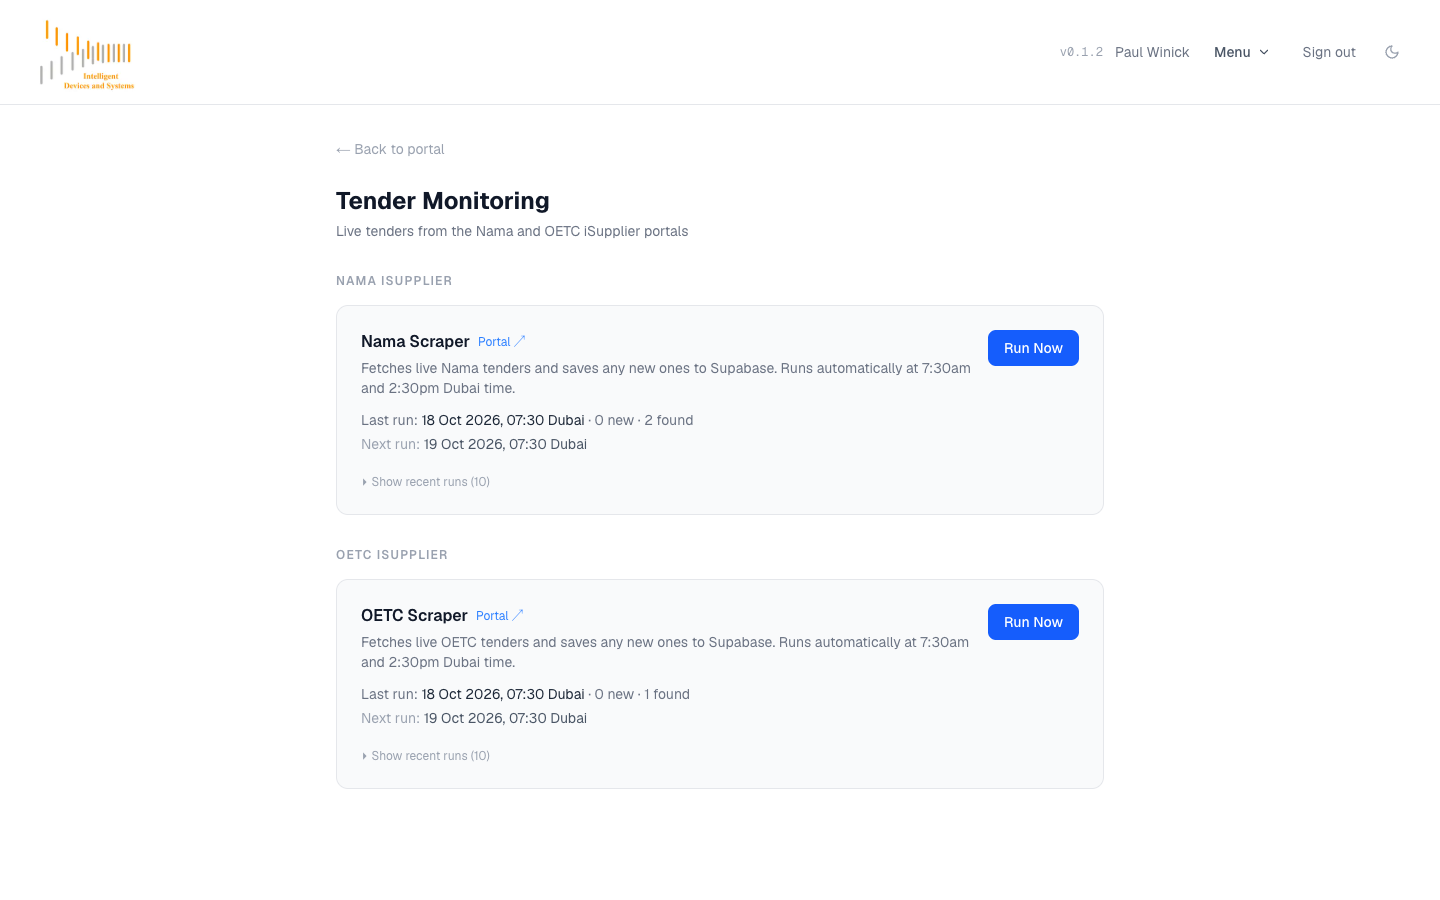 Intelligent
Devices and Systems
v0.1.2 Paul Winick Menu Sign out
← Back to portal
Tender Monitoring
Live tenders from the Nama and OETC iSupplier portals
NAMA ISUPPLIER
Nama Scraper Portal ↗
Run Now
Fetches live Nama tenders and saves any new ones to Supabase. Runs automatically at 7:30am
and 2:30pm Dubai time.
Last run: 18 Oct 2026, 07:30 Dubai · 0 new · 2 found
Next run: 19 Oct 2026, 07:30 Dubai
Show recent runs (10)
OETC ISUPPLIER
OETC Scraper Portal ↗
Run Now
Fetches live OETC tenders and saves any new ones to Supabase. Runs automatically at 7:30am
and 2:30pm Dubai time.
Last run: 18 Oct 2026, 07:30 Dubai · 0 new · 1 found
Next run: 19 Oct 2026, 07:30 Dubai
Show recent runs (10)